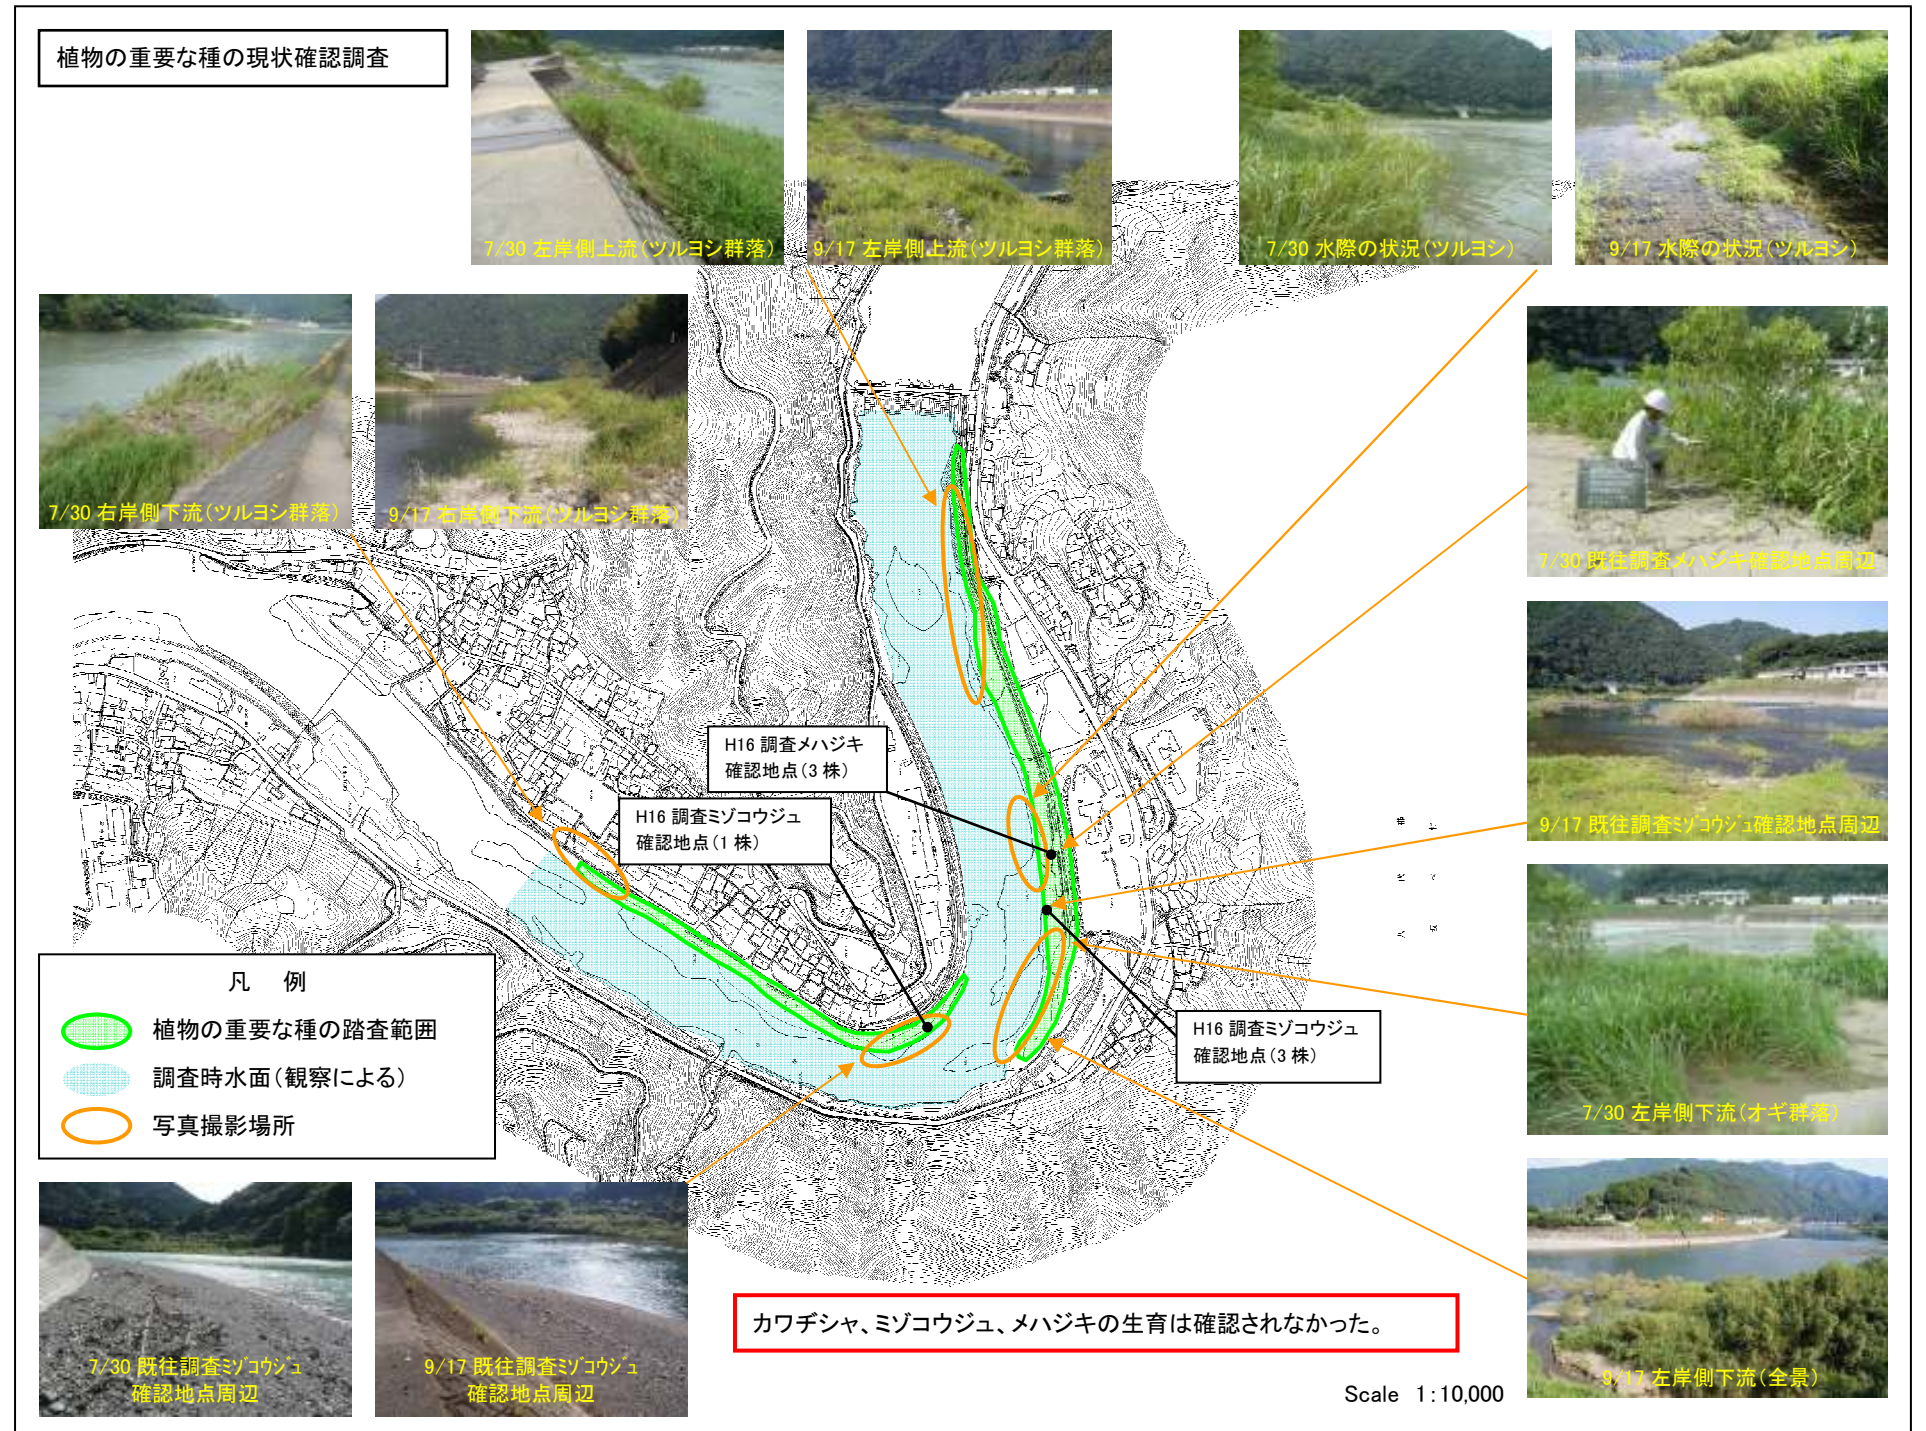 植物の重要な種の現状確認調査
7/30 左岸側上流(ツルヨシ群落)
9/17 左岸側上流(ツルヨシ群落)
7/30 水際の状況(ツルヨシ)
9/17 水際の状況(ツルヨシ)
7/30 右岸側下流(ツルヨシ群落)
9/17 右岸側下流(ツルヨシ群落)
7/30 既往調査メハジキ確認地点周辺
H16 調査メハジキ
確認地点(3 株)
H16 調査ミゾコウジュ
確認地点(1 株)
9/17 既往調査ミゾコウジュ確認地点周辺
H16 調査ミゾコウジュ
確認地点(3 株)
7/30 左岸側下流(オギ群落)
凡 例
植物の重要な種の踏査範囲
調査時水面(観察による)
写真撮影場所
7/30 既往調査ミゾコウジュ
確認地点周辺
9/17 既往調査ミゾコウジュ
確認地点周辺
カワヂシャ、ミゾコウジュ、メハジキの生育は確認されなかった。
9/17 左岸側下流(全景)
Scale 1:10,000